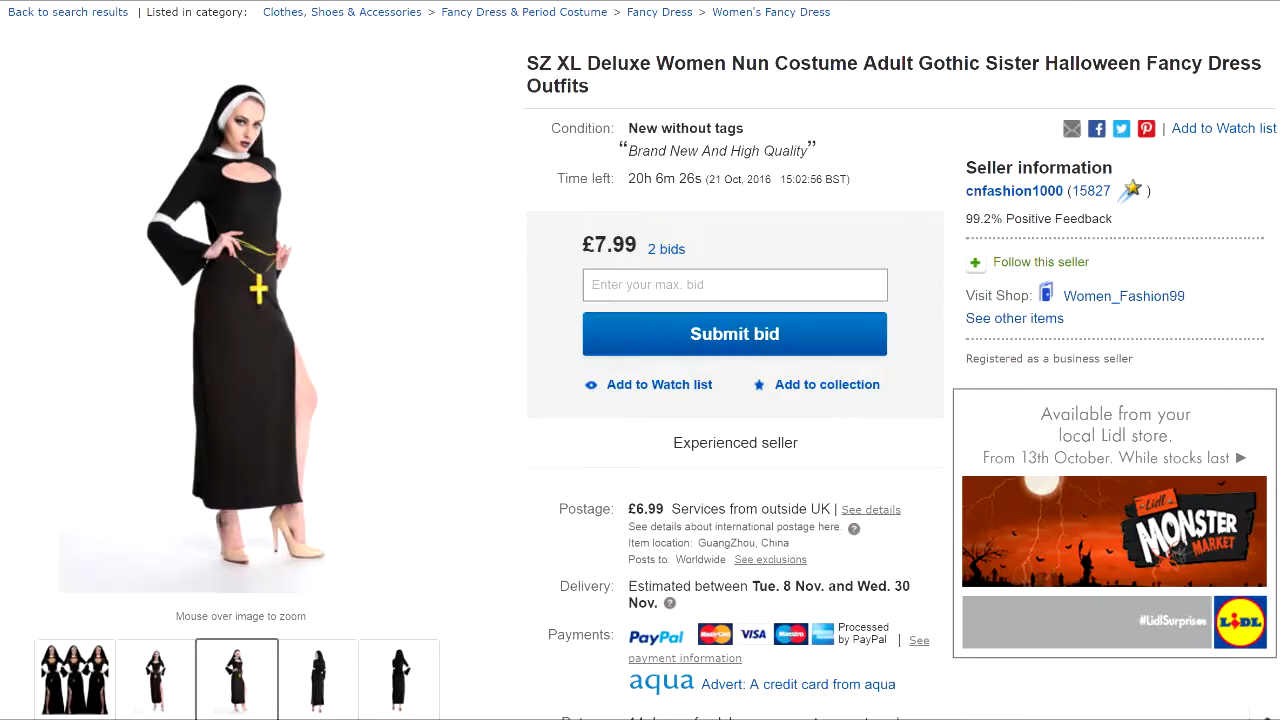 Back to search results | Listed in category: Clothes, Shoes & Accessories > Fancy Dress & Period Costume > Fancy Dress > Women's Fancy Dress
SZ XL Deluxe Women Nun Costume Adult Gothic Sister Halloween Fancy Dress
Outfits
Condition: New without tags
“Brand New And High Quality”
Time left: 20h 6m 26s (21 Oct, 2016 15:02:56 BST)
£7.99 2 bids
Enter your max. bid
Submit bid
Add to Watch list Add to collection
Experienced seller
Postage: £6.99 Services from outside UK | See details
See details about international postage here.
Item location: GuangZhou, China
Posts to: Worldwide See exclusions
Delivery: Estimated between Tue. 8 Nov. and Wed. 30
Nov.
Payments: PayPal MasterCard VISA Maestro Processed
by PayPal | See
payment information
aqua Advert: A credit card from aqua
| Add to Watch list
Seller information
cnfashion1000 (15827 )
99.2% Positive Feedback
Follow this seller
Visit Shop: Women_Fashion99
See other items
Registered as a business seller
Available from your
local Lidl store.
From 13th October. While stocks last ►
Lidl
MONSTER
MARKET
#LidlSurprises
LIDL
Mouse over image to zoom